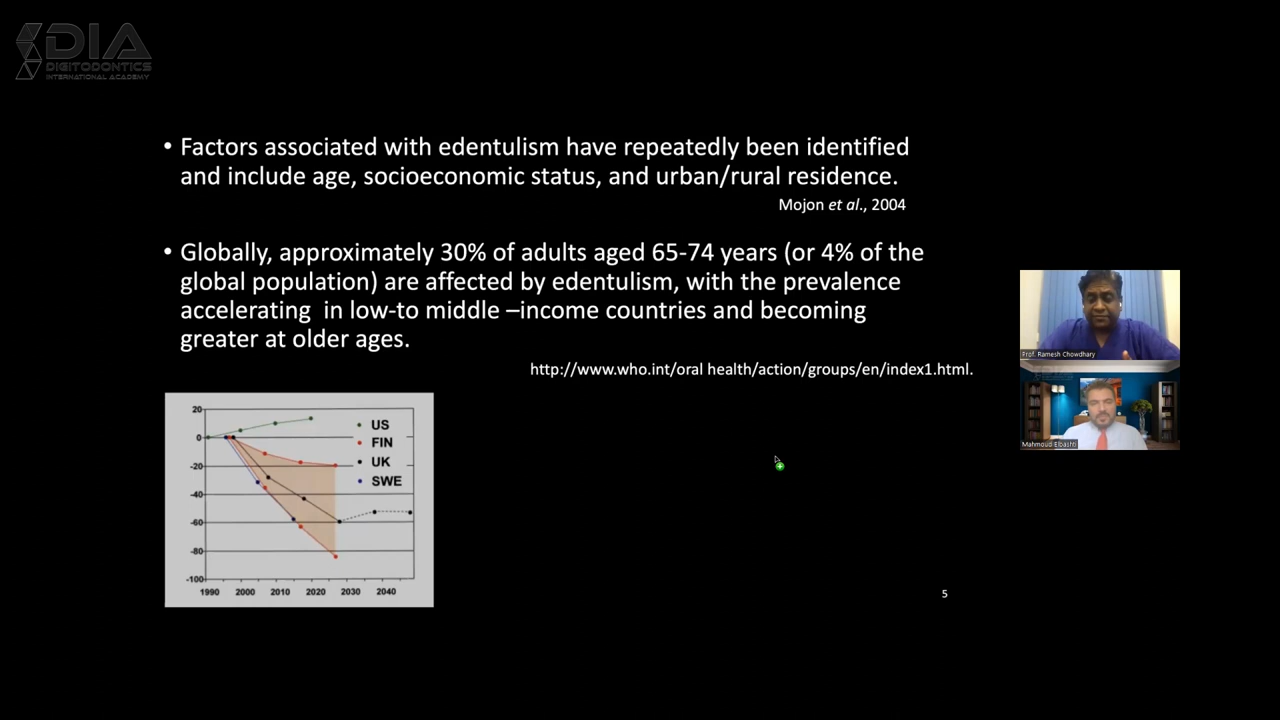 DIA
DIGITODONTICS
INTERNATIONAL ACADEMY
• Factors associated with edentulism have repeatedly been identified
and include age, socioeconomic status, and urban/rural residence.
Mojon et al., 2004
• Globally, approximately 30% of adults aged 65-74 years (or 4% of the
global population) are affected by edentulism, with the prevalence
accelerating  in low-to middle –income countries and becoming
greater at older ages.
http://www.who.int/oral health/action/groups/en/index1.html.
Prof. Ramesh Chowdhary
Mahmoud Elbashti
20
0
-20
-40
-60
-80
-100
US
FIN
UK
SWE
1990 2000 2010 2020 2030 2040
5